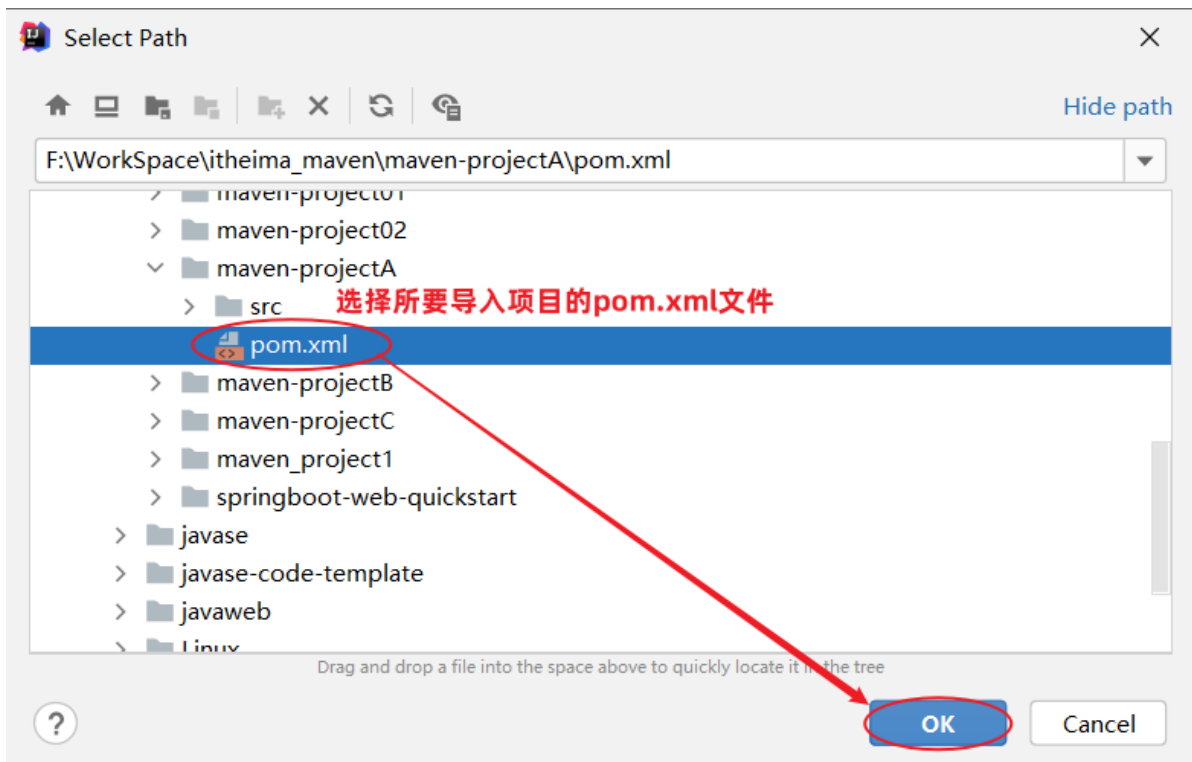 Select Path
Hide path
F:\WorkSpace\itheima_maven\maven-projectA\pom.xml
maven-project01
maven-project02
maven-projectA
src
选择所要导入项目的pom.xml文件
pom.xml
maven-projectB
maven-projectC
maven_project1
springboot-web-quickstart
javase
javase-code-template
javaweb
Linux
Drag and drop a file into the space above to quickly locate it in the tree
?
OK
Cancel